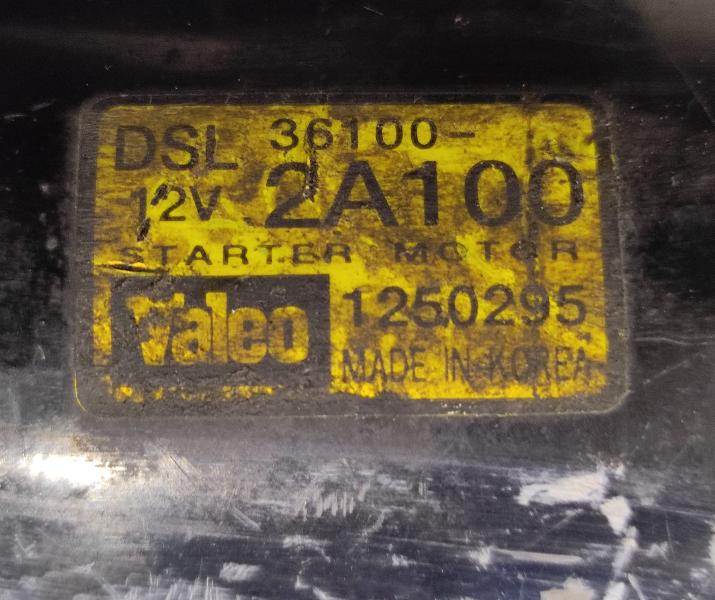 DSL 36100-
12V 2A100
STARTER MOTOR
Valeo 1250295
MADE IN KOREA